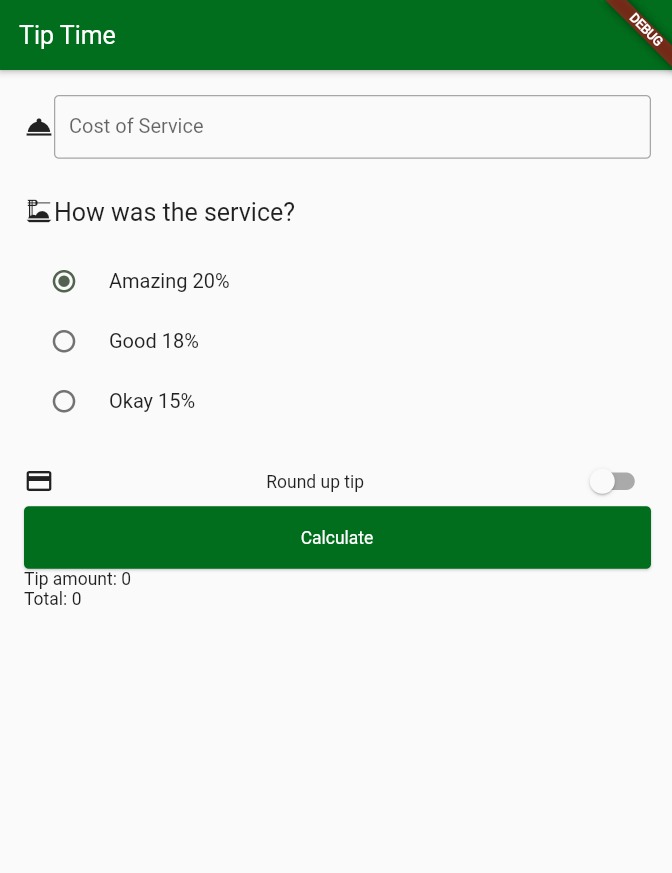 Tip Time
DEBUG
Cost of Service
How was the service?
Amazing 20%
Good 18%
Okay 15%
Round up tip
Calculate
Tip amount: 0
Total: 0